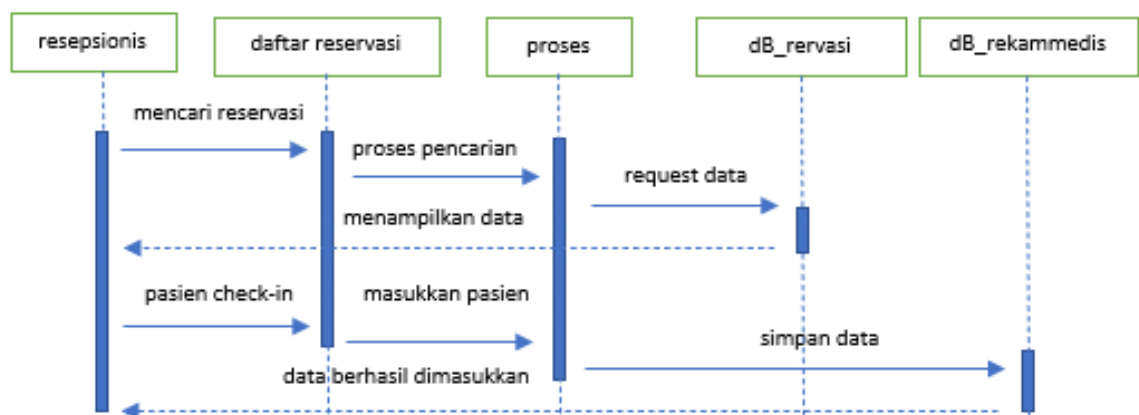 resepsionis
daftar reservasi
proses
dB_rervasi
dB_rekammedis
mencari reservasi
proses pencarian
request data
menampilkan data
pasien check-in
masukkan pasien
simpan data
data berhasil dimasukkan